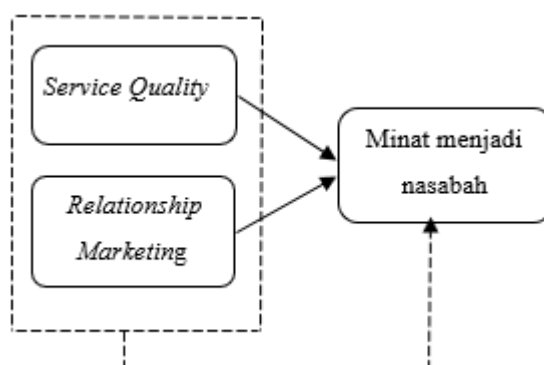 Service Quality
Relationship
Marketing
Minat menjadi
nasabah